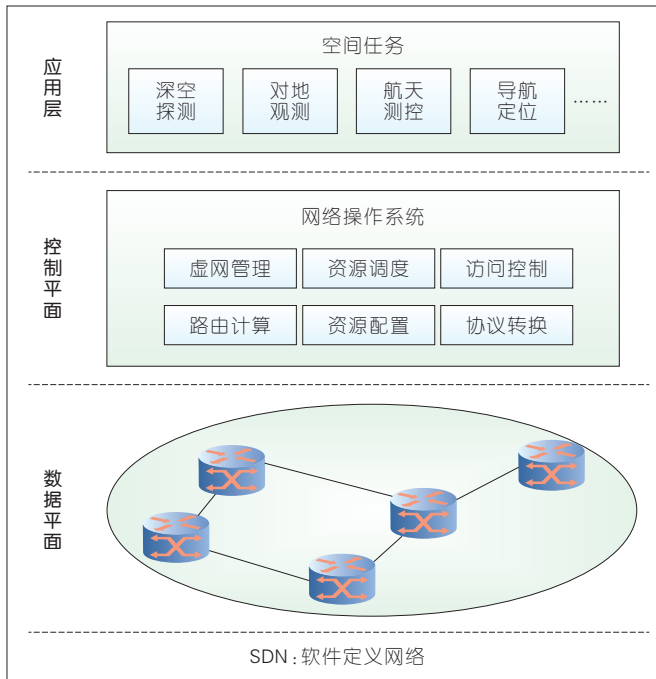 应用层
空间任务
深空探测
对地观测
航天测控
导航定位
……
控制平面
网络操作系统
虚网管理
资源调度
访问控制
路由计算
资源配置
协议转换
数据平面
SDN：软件定义网络